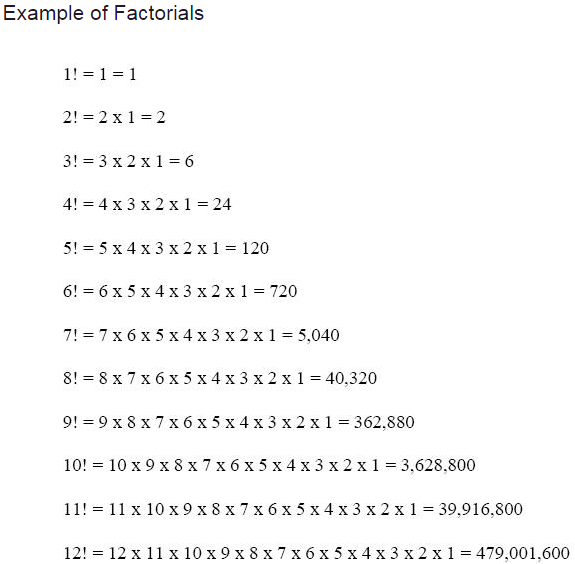 Example of Factorials
1! = 1 = 1
2! = 2 x 1 = 2
3! = 3 x 2 x 1 = 6
4! = 4 x 3 x 2 x 1 = 24
5! = 5 x 4 x 3 x 2 x 1 = 120
6! = 6 x 5 x 4 x 3 x 2 x 1 = 720
7! = 7 x 6 x 5 x 4 x 3 x 2 x 1 = 5,040
8! = 8 x 7 x 6 x 5 x 4 x 3 x 2 x 1 = 40,320
9! = 9 x 8 x 7 x 6 x 5 x 4 x 3 x 2 x 1 = 362,880
10! = 10 x 9 x 8 x 7 x 6 x 5 x 4 x 3 x 2 x 1 = 3,628,800
11! = 11 x 10 x 9 x 8 x 7 x 6 x 5 x 4 x 3 x 2 x 1 = 39,916,800
12! = 12 x 11 x 10 x 9 x 8 x 7 x 6 x 5 x 4 x 3 x 2 x 1 = 479,001,600